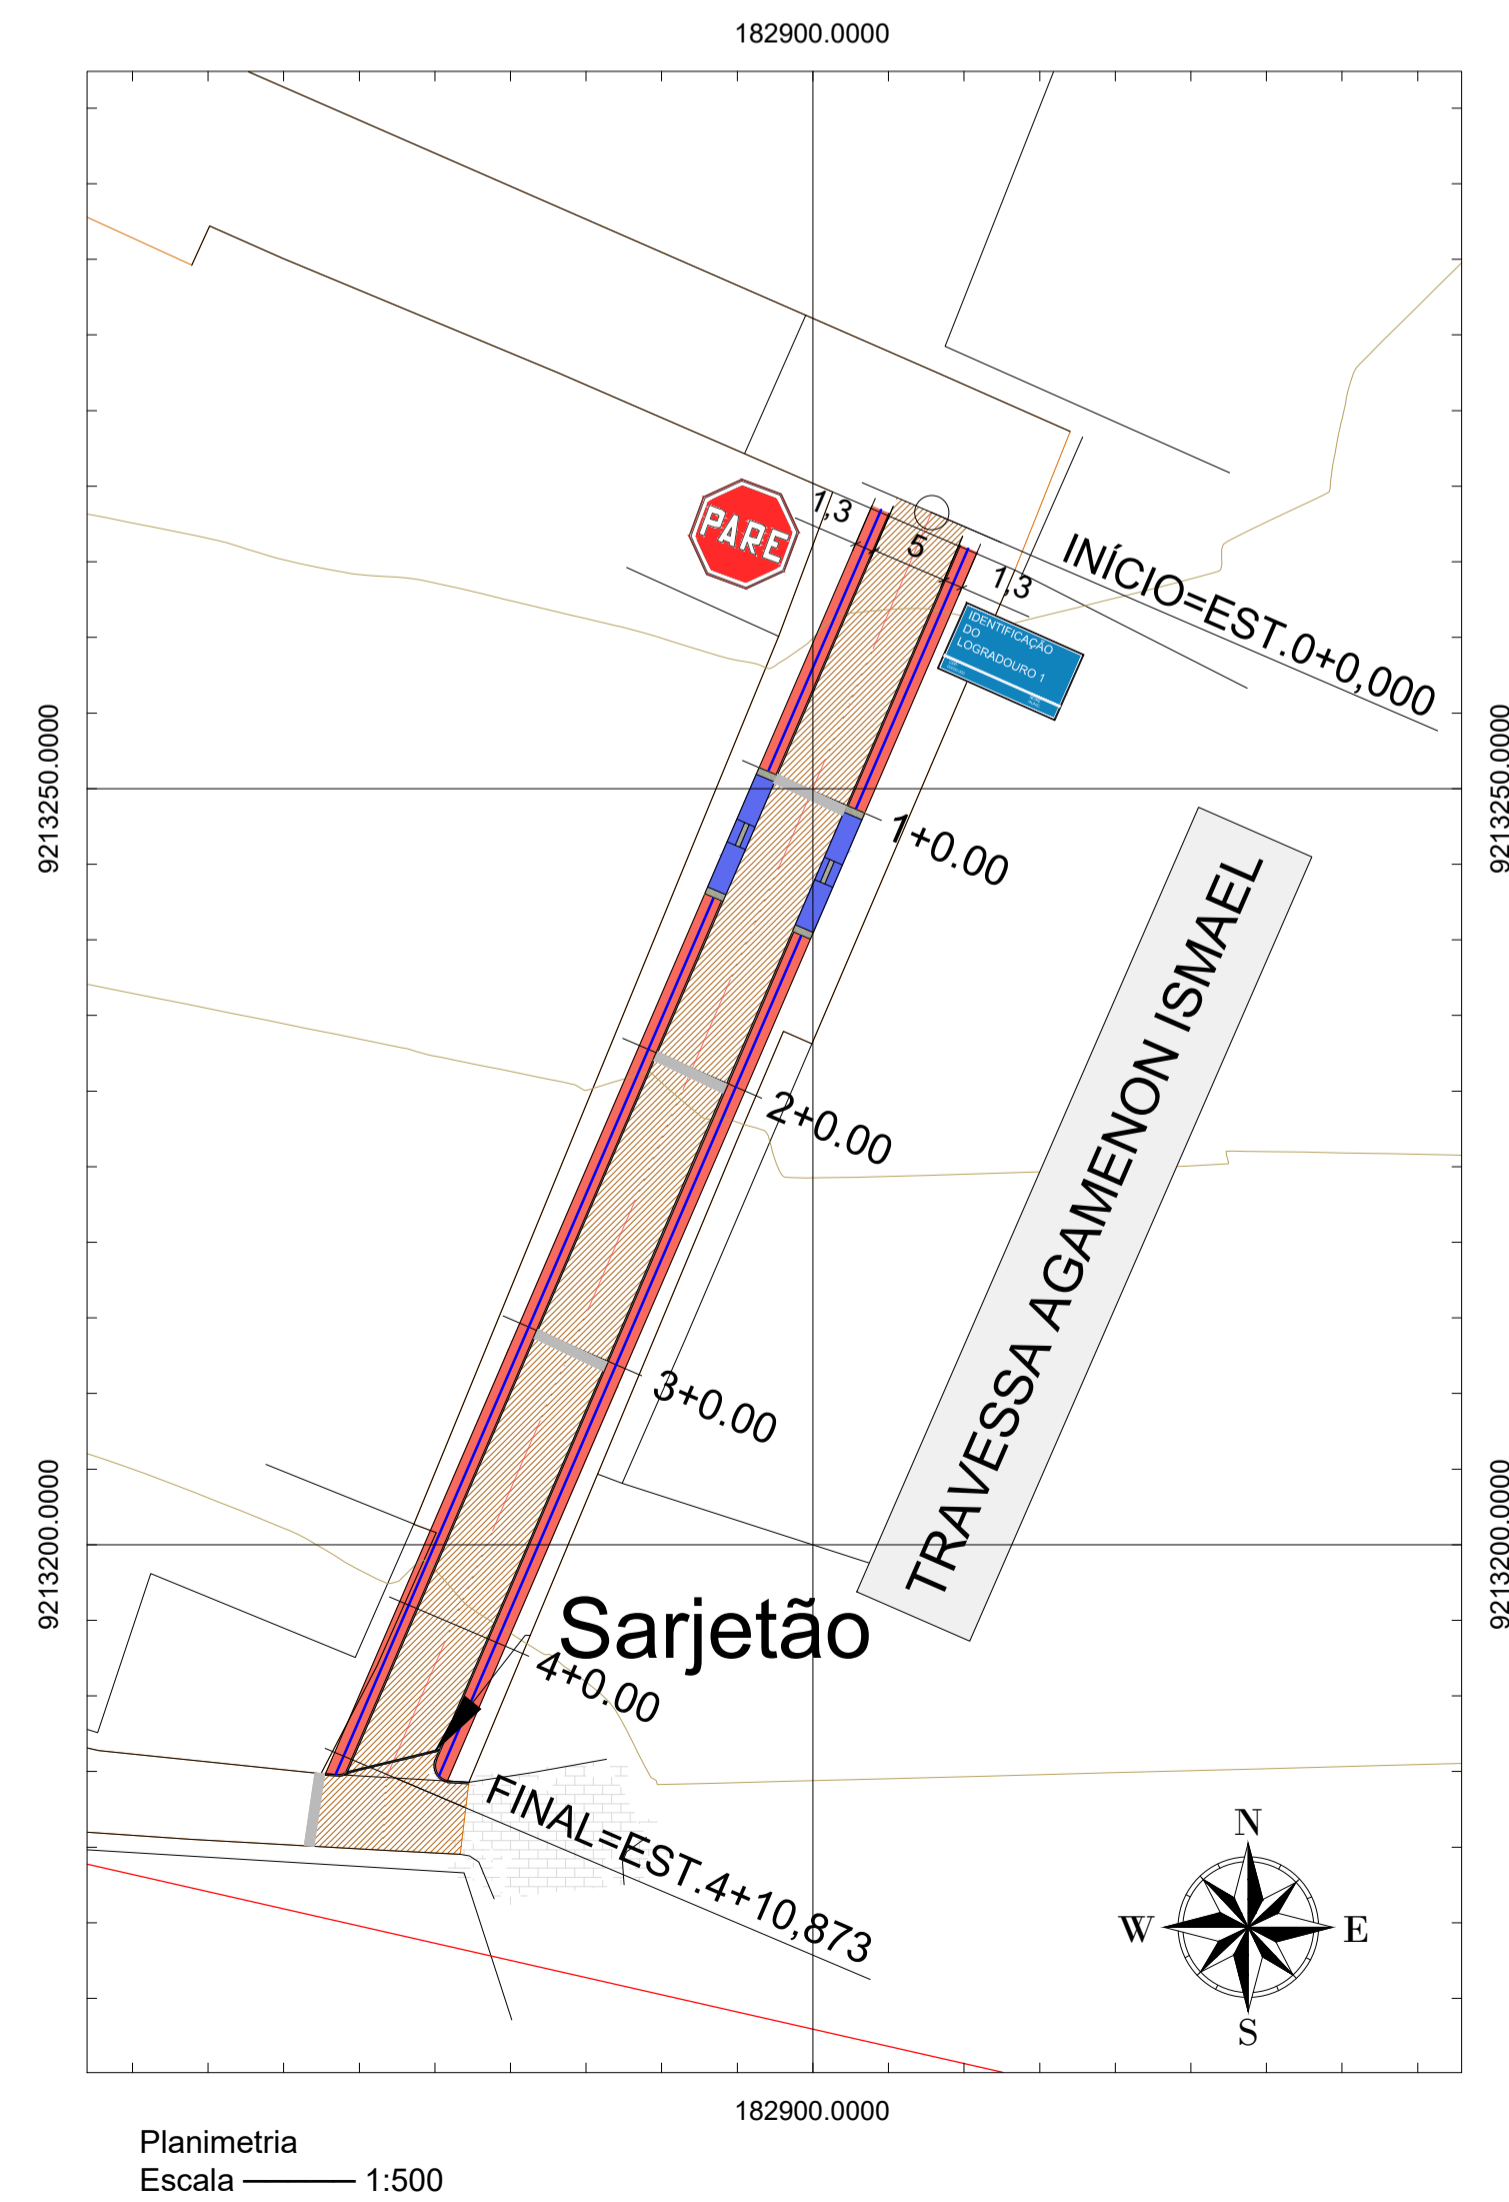 182900.0000
PARE
1,3
5
1,3
INÍCIO=EST.0+0,000
IDENTIFICAÇÃO
DO
LOGRADOURO 1
9213250.0000
9213250.0000
1+0.00
TRAVESSA AGAMENON ISMAEL
2+0.00
3+0.00
9213200.0000
9213200.0000
Sarjetão
4+0.00
FINAL=EST.4+10,873
N
W
E
S
182900.0000
Planimetria
Escala 1:500